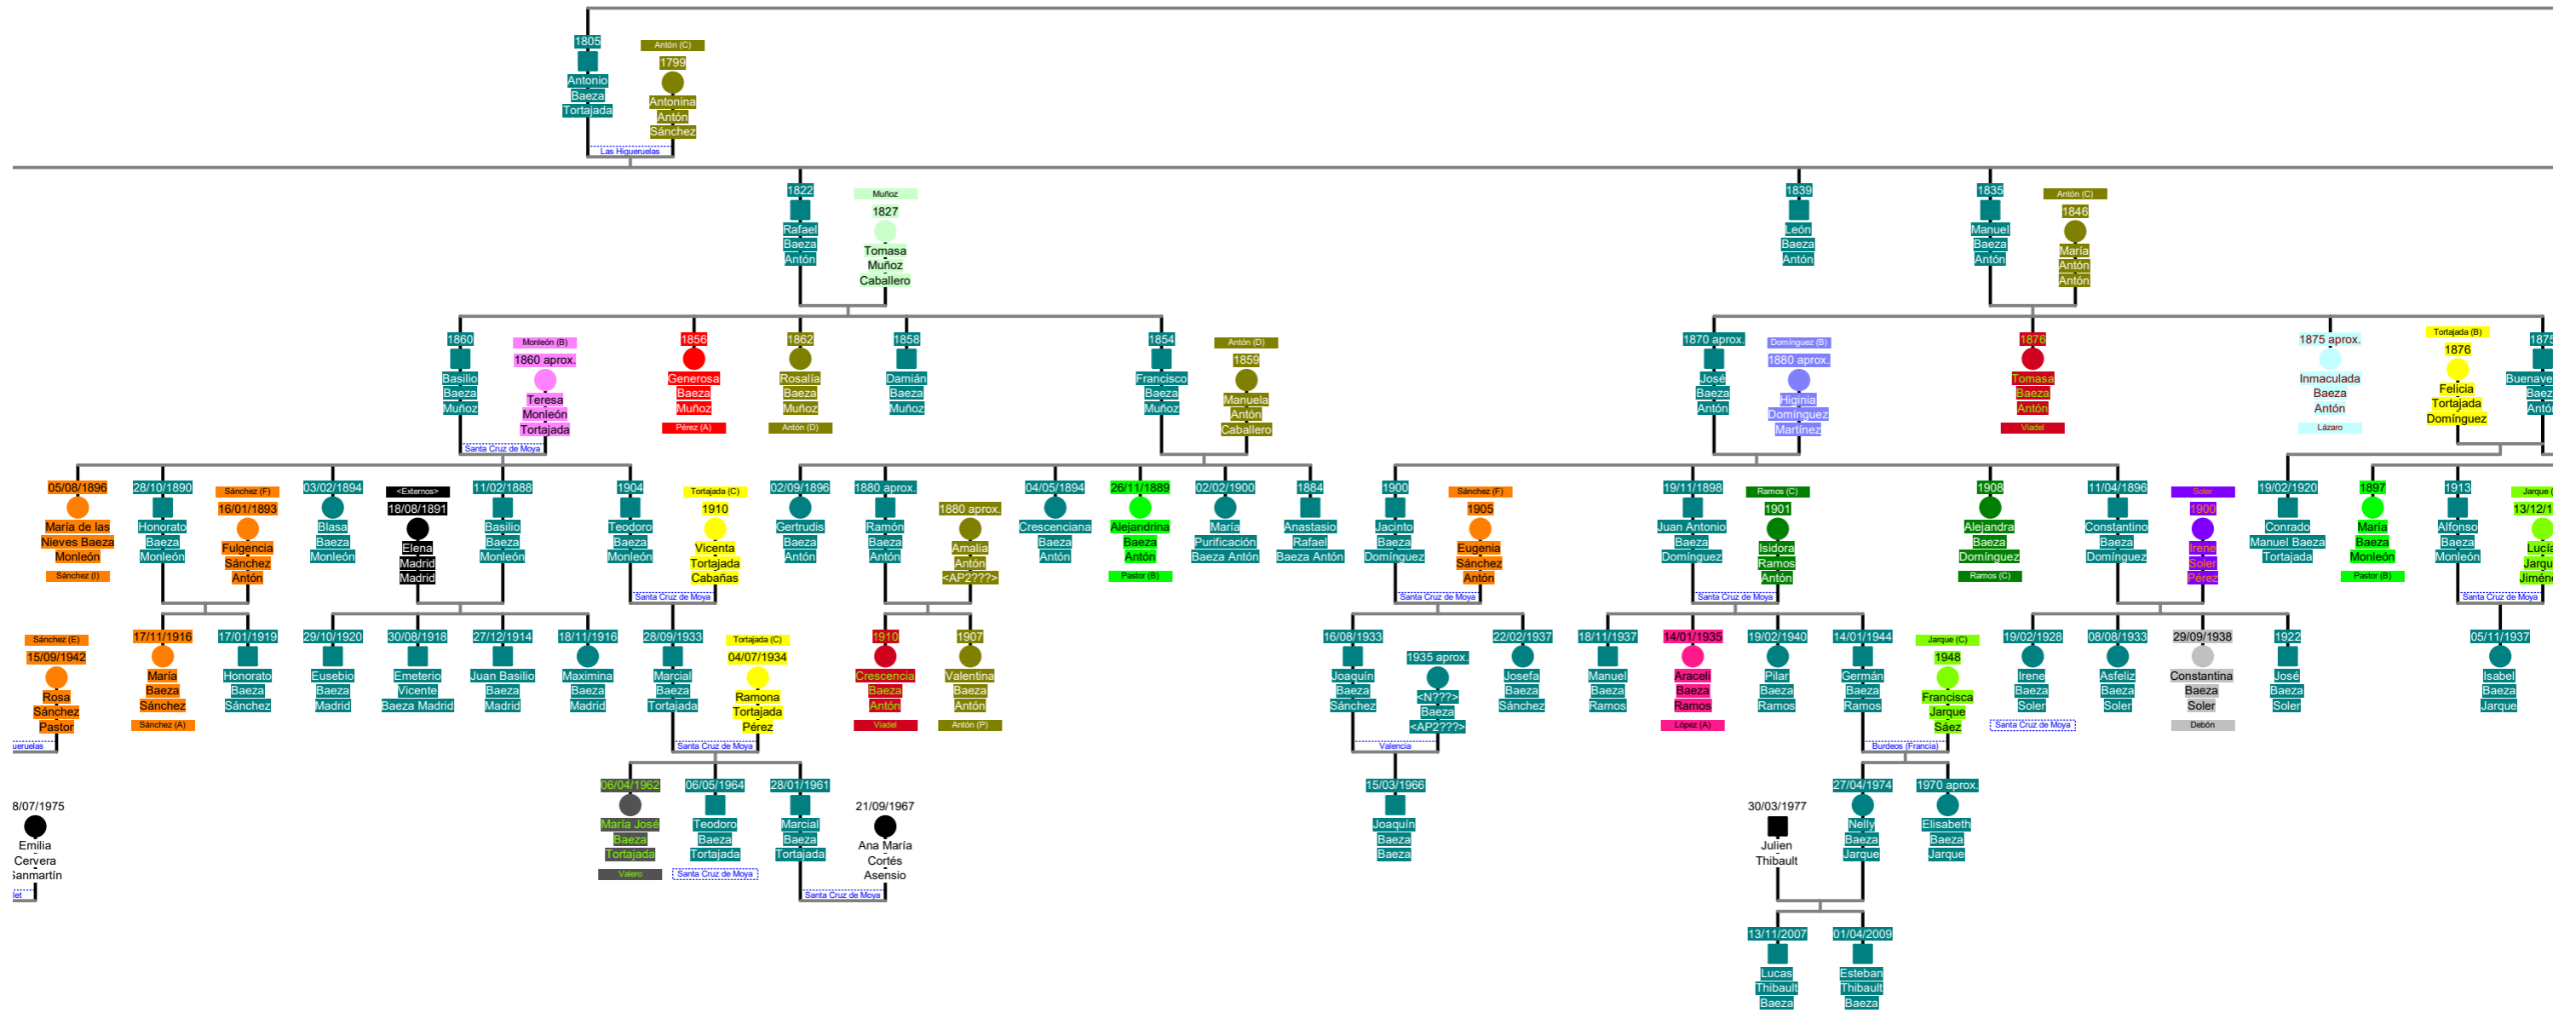 1805
Antonio
Baeza
Tortajada
Antón (C)
1799
Antonina
Antón
Sánchez
Las Higueruelas
1822
Rafael
Baeza
Antón
Muñoz
1827
Tomasa
Muñoz
Caballero
1839
León
Baeza
Antón
1835
Manuel
Baeza
Antón
Antón (C)
1846
María
Antón
Antón
1860
Basilio
Baeza
Muñoz
Monleón (B)
1860 aprox.
Teresa
Monleón
Tortajada
Santa Cruz de Moya
1856
Generosa
Baeza
Muñoz
Pérez (A)
1862
Rosalía
Baeza
Muñoz
Antón (D)
1858
Damián
Baeza
Muñoz
1854
Francisco
Baeza
Muñoz
Antón (D)
1859
Manuela
Antón
Caballero
1870 aprox.
José
Baeza
Antón
Domínguez (B)
1880 aprox.
Higinia
Domínguez
Martínez
1876
Tomasa
Baeza
Antón
Viadel
1875 aprox.
Inmaculada
Baeza
Antón
Lázaro
Tortajada (B)
1876
Felicia
Tortajada
Domínguez
1875
Buenave
Baez
Antó
05/08/1896
María de las
Nieves Baeza
Monleón
Sánchez (I)
28/10/1890
Honorato
Baeza
Monleón
Sánchez (F)
16/01/1893
Fulgencia
Sánchez
Antón
03/02/1894
Blasa
Baeza
Monleón
<Externos>
18/08/1891
Elena
Madrid
Madrid
11/02/1888
Basilio
Baeza
Monleón
1904
Teodoro
Baeza
Monleón
Tortajada (C)
1910
Vicenta
Tortajada
Cabañas
Santa Cruz de Moya
02/09/1896
Gertrudis
Baeza
Antón
1880 aprox.
Ramón
Baeza
Antón
1880 aprox.
Amalia
Antón
<AP2???>
04/05/1894
Crescenciana
Baeza
Antón
26/11/1889
Alejandrina
Baeza
Antón
Pastor (B)
02/02/1900
María
Purificación
Baeza Antón
1884
Anastasio
Rafael
Baeza Antón
1900
Jacinto
Baeza
Domínguez
Sánchez (F)
1905
Eugenia
Sánchez
Antón
Santa Cruz de Moya
19/11/1898
Juan Antonio
Baeza
Domínguez
Ramos (C)
1901
Isidora
Ramos
Antón
Santa Cruz de Moya
1908
Alejandra
Baeza
Domínguez
Ramos (C)
11/04/1896
Constantino
Baeza
Domínguez
Soler
1900
Irene
Soler
Pérez
19/02/1920
Conrado
Manuel Baeza
Tortajada
1897
María
Baeza
Monleón
Pastor (B)
1913
Alfonso
Baeza
Monleón
Jarque (
13/12/1
Lucía
Jarqu
Jiméne
Santa Cruz de Moya
Sánchez (E)
15/09/1942
Rosa
Sánchez
Pastor
ueruelas
17/11/1916
María
Baeza
Sánchez
Sánchez (A)
17/01/1919
Honorato
Baeza
Sánchez
29/10/1920
Eusebio
Baeza
Madrid
30/08/1918
Emeterio
Vicente
Baeza Madrid
27/12/1914
Juan Basilio
Baeza
Madrid
18/11/1916
Maximina
Baeza
Madrid
28/09/1933
Marcial
Baeza
Tortajada
Tortajada (C)
04/07/1934
Ramona
Tortajada
Pérez
Santa Cruz de Moya
1910
Crescencia
Baeza
Antón
Viadel
1907
Valentina
Baeza
Antón
Antón (P)
16/08/1933
Joaquín
Baeza
Sánchez
1935 aprox.
<N???>
Baeza
<AP2???>
Valencia
22/02/1937
Josefa
Baeza
Sánchez
18/11/1937
Manuel
Baeza
Ramos
14/01/1935
Araceli
Baeza
Ramos
López (A)
19/02/1940
Pilar
Baeza
Ramos
14/01/1944
Germán
Baeza
Ramos
Jarque (C)
1948
Francisca
Jarque
Sáez
Burdeos (Francia)
19/02/1928
Irene
Baeza
Soler
Santa Cruz de Moya
08/08/1933
Asfeliz
Baeza
Soler
29/09/1938
Constantina
Baeza
Soler
Debón
1922
José
Baeza
Soler
05/11/1937
Isabel
Baeza
Jarque
8/07/1975
Emilia
Cervera
Sanmartín
et
06/04/1962
María José
Baeza
Tortajada
Valero
06/05/1964
Teodoro
Baeza
Tortajada
Santa Cruz de Moya
28/01/1961
Marcial
Baeza
Tortajada
21/09/1967
Ana María
Cortés
Asensio
Santa Cruz de Moya
15/03/1966
Joaquín
Baeza
Baeza
30/03/1977
Julien
Thibault
27/04/1974
Nelly
Baeza
Jarque
1970 aprox.
Elisabeth
Baeza
Jarque
13/11/2007
Lucas
Thibault
Baeza
01/04/2009
Esteban
Thibault
Baeza